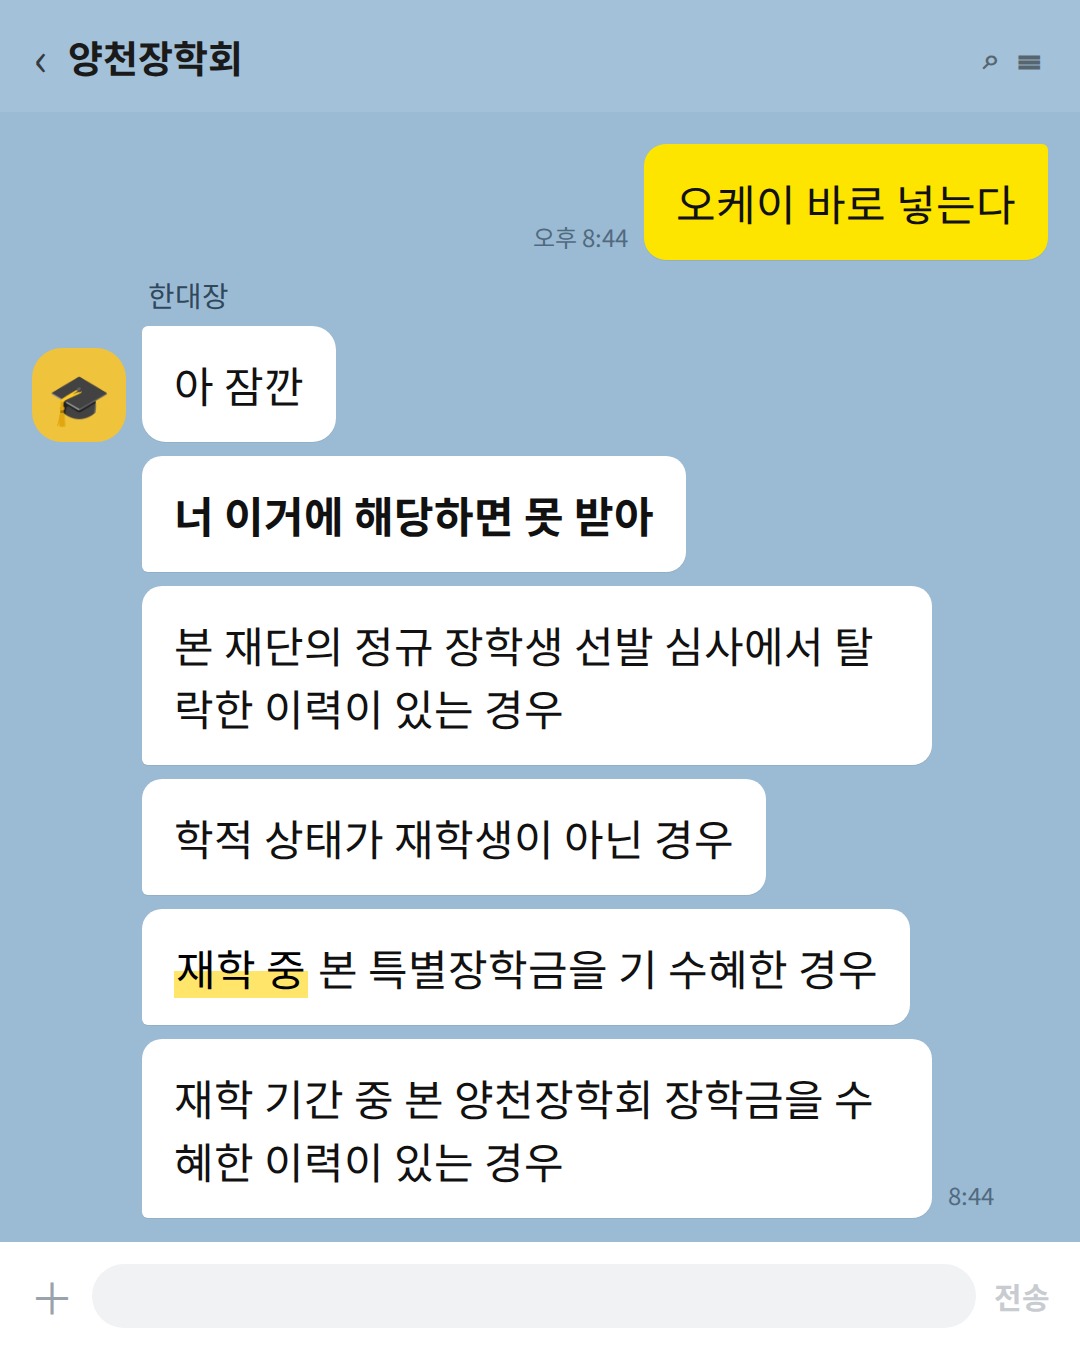 양천장학회
오케이 바로 넣는다
오후 8:44
한대장
아 잠깐
너 이거에 해당하면 못 받아
본 재단의 정규 장학생 선발 심사에서 탈
락한 이력이 있는 경우
학적 상태가 재학생이 아닌 경우
재학 중 본 특별장학금을 기 수혜한 경우
재학 기간 중 본 양천장학회 장학금을 수
혜한 이력이 있는 경우
8:44
전송